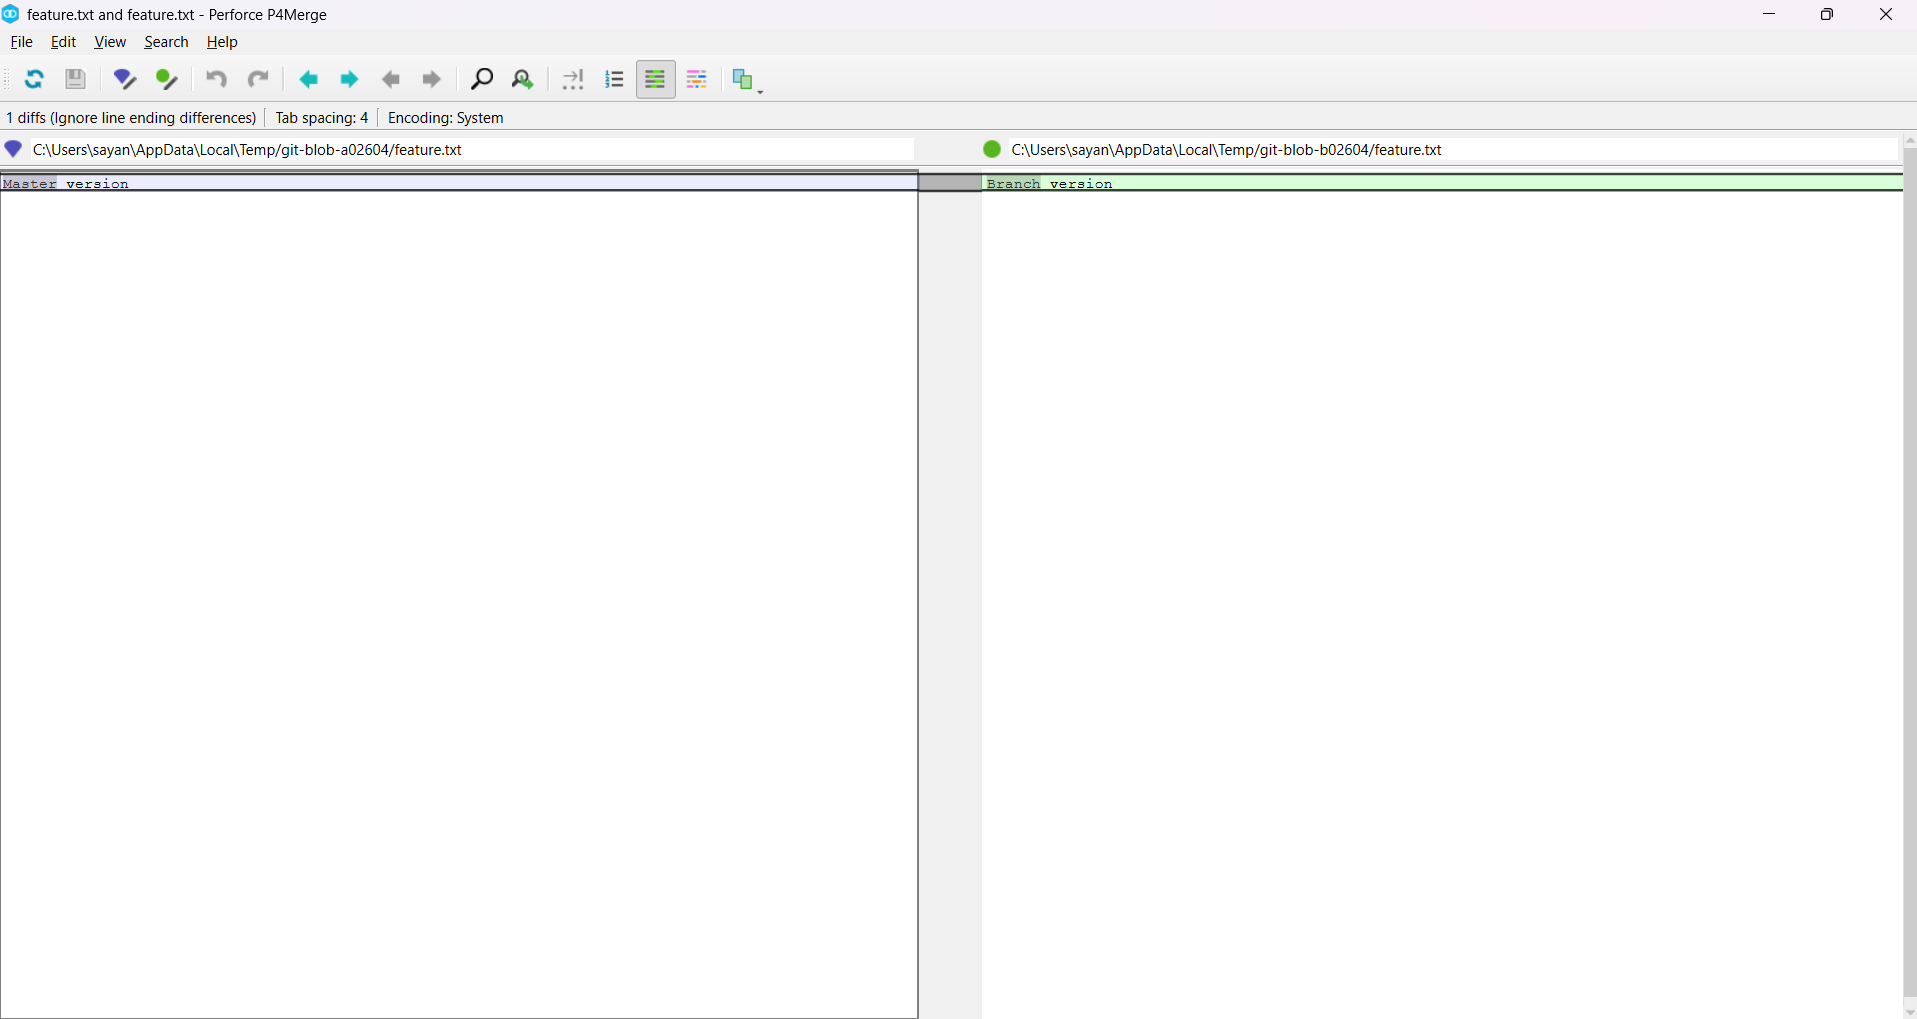 feature.txt and feature.txt - Perforce P4Merge
File Edit View Search Help
1 diffs (Ignore line ending differences) Tab spacing: 4 Encoding: System
C:\Users\sayan\AppData\Local\Temp/git-blob-a02604/feature.txt
C:\Users\sayan\AppData\Local\Temp/git-blob-b02604/feature.txt
Master version
Branch version